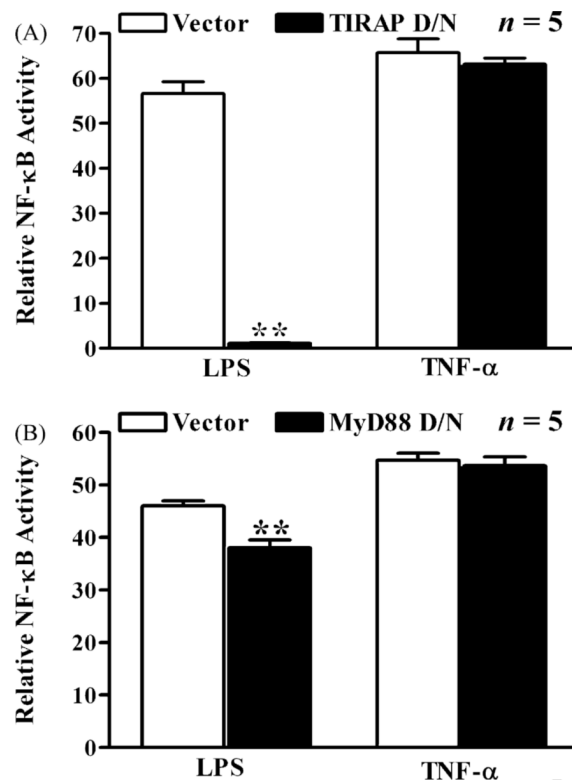 (A)
Vector TIRAP D/N n = 5
Relative NF-κB Activity
70
60
50
40
30
20
10
0
**
LPS TNF-α
(B)
Vector MyD88 D/N n = 5
Relative NF-κB Activity
60
50
40
30
20
10
0
**
LPS TNF-α